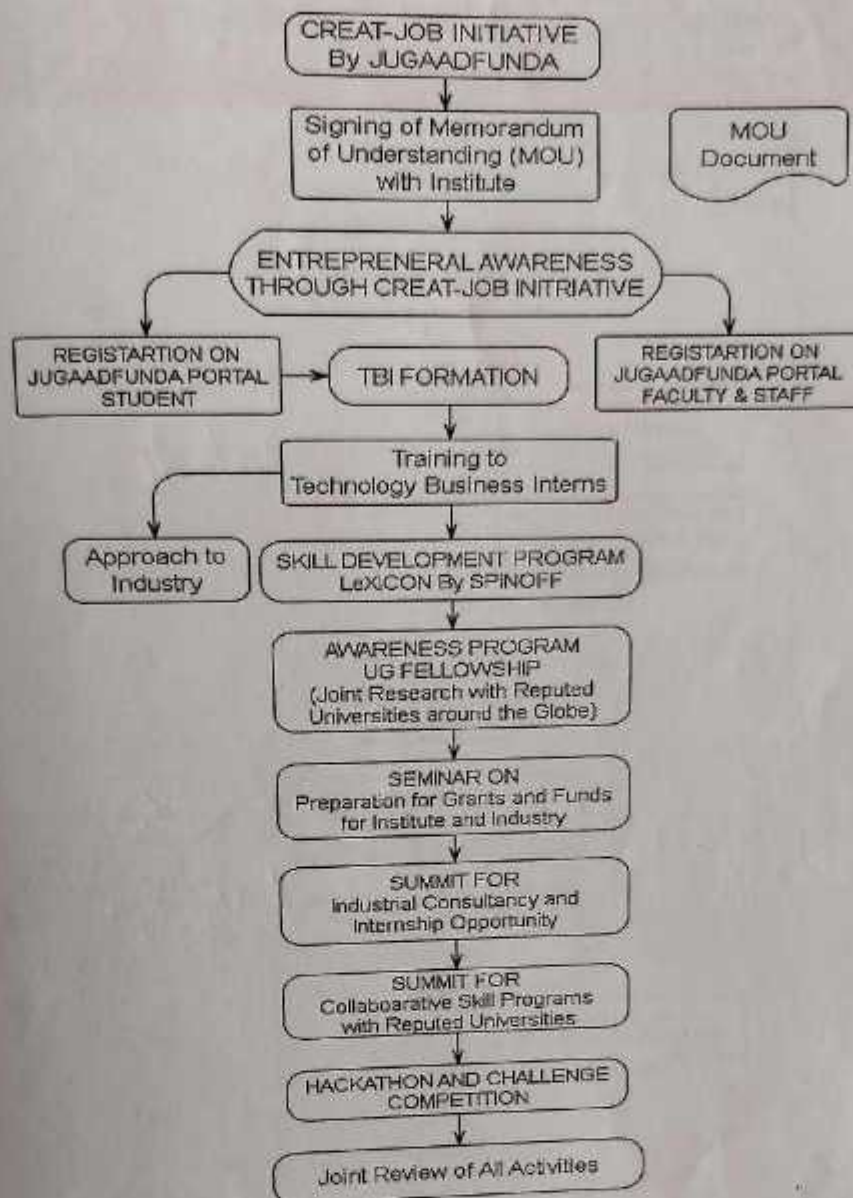 CREAT-JOB INITIATIVE
By JUGAADFUNDA
Signing of Memorandum
of Understanding (MOU)
with Institute
MOU
Document
ENTREPRENERAL AWARENESS
THROUGH CREAT-JOB INITRIATIVE
REGISTARTION ON
JUGAADFUNDA PORTAL
STUDENT
TBI FORMATION
REGISTARTION ON
JUGAADFUNDA PORTAL
FACULTY & STAFF
Training to
Technology Business Interns
Approach to
Industry
SKILL DEVELOPMENT PROGRAM
LeXICON By SPINOFF
AWARENESS PROGRAM
UG FELLOWSHIP
(Joint Research with Reputed
Universities around the Globe)
SEMINAR ON
Preparation for Grants and Funds
for Institute and Industry
SUMMIT FOR
Industrial Consultancy and
Internship Opportunity
SUMMIT FOR
Collaboarative Skill Programs
with Reputed Universities
HACKATHON AND CHALLENGE
COMPETITION
Joint Review of All Activities